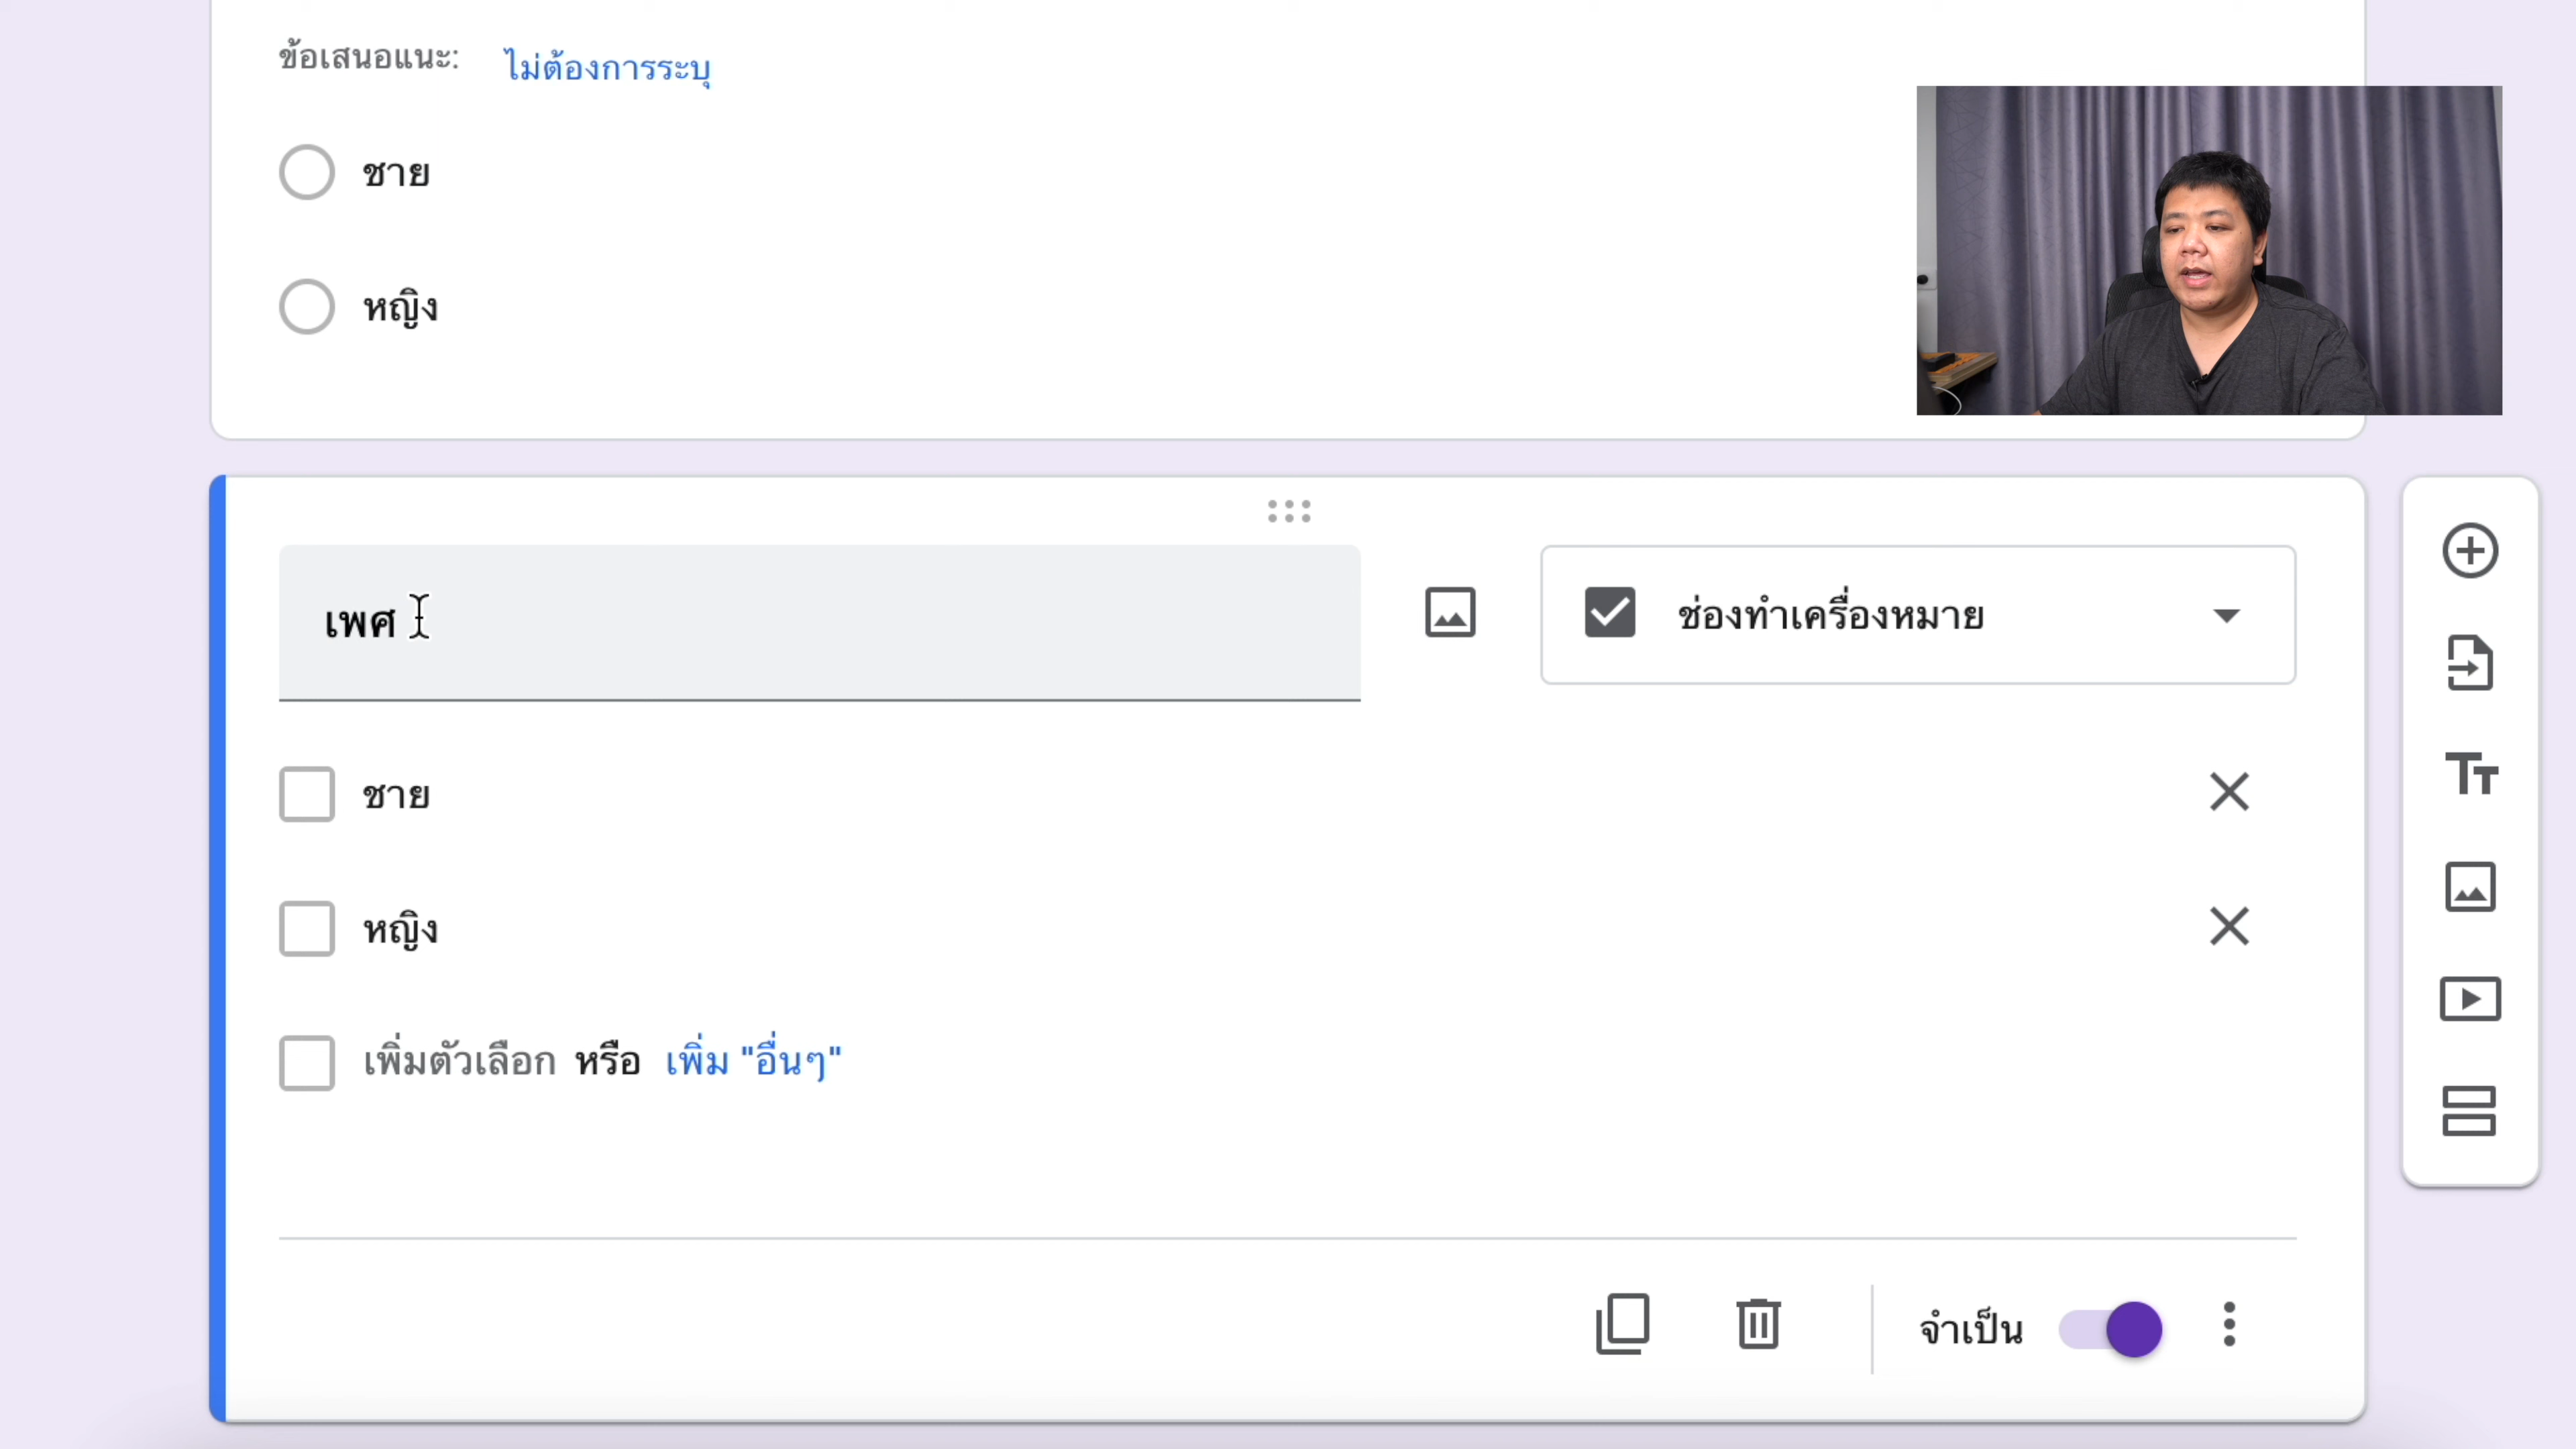 ข้อเสนอแนะ: ไม่ต้องการระบุ
ชาย
หญิง
เพศ
ช่องทำเครื่องหมาย
ชาย
หญิง
เพิ่มตัวเลือก หรือ เพิ่ม "อื่นๆ"
จำเป็น